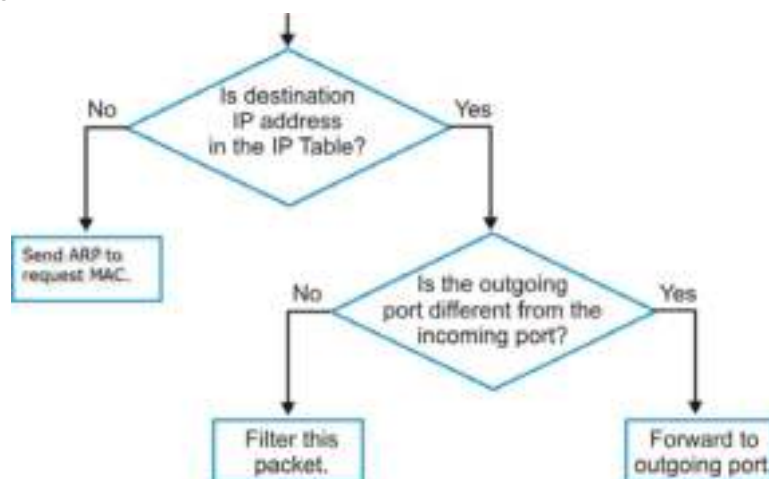 Is destination
IP address
in the IP Table?
No
Yes
Send ARP to
request MAC.
Is the outgoing
port different from the
incoming port?
No
Yes
Filter this
packet.
Forward to
outgoing port